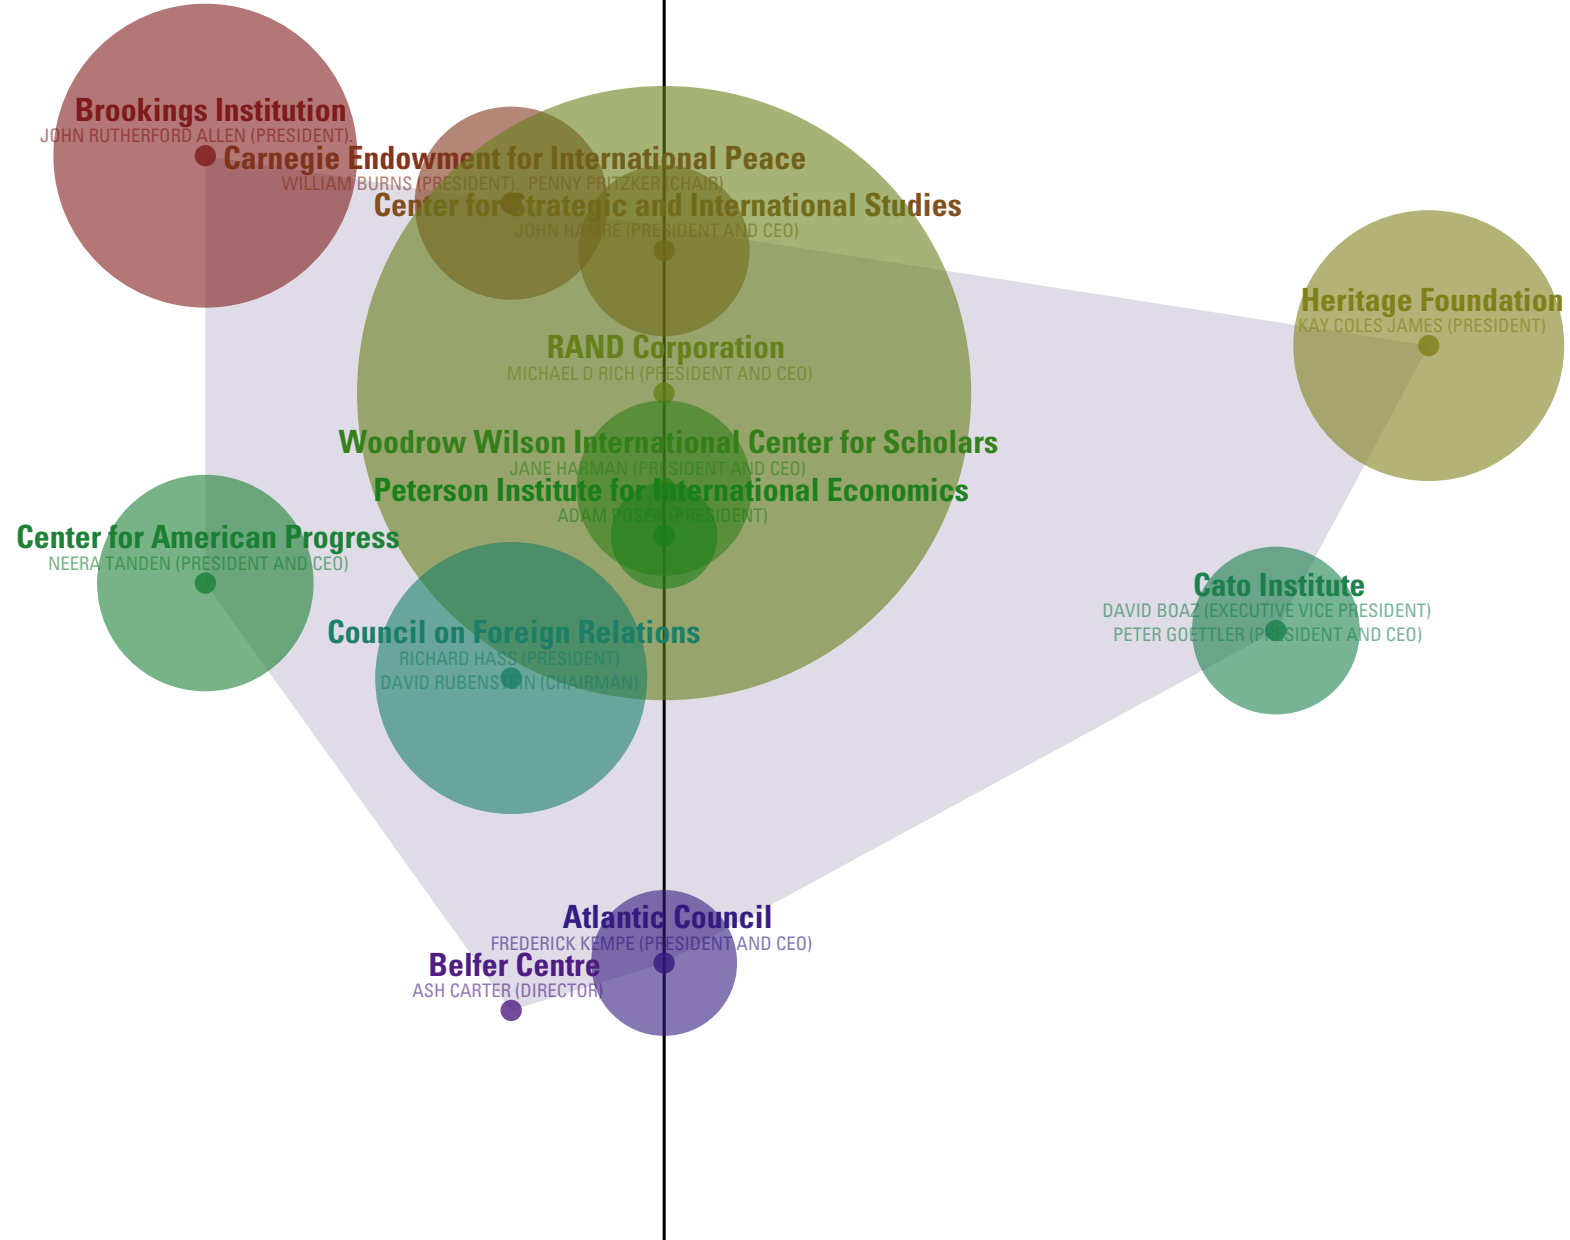 Brookings Institution
JOHN RUTHERFORD ALLEN (PRESIDENT).
Carnegie Endowment for International Peace
WILLIAM BURNS (PRESIDENT). PENNY PRITZKER (CHAIR)
Center for Strategic and International Studies
JOHN HAMRE (PRESIDENT AND CEO)
Heritage Foundation
KAY COLES JAMES (PRESIDENT)
RAND Corporation
MICHAEL D RICH (PRESIDENT AND CEO)
Woodrow Wilson International Center for Scholars
JANE HARMAN (PRESIDENT AND CEO)
Peterson Institute for International Economics
ADAM POSEN (PRESIDENT)
Center for American Progress
NEERA TANDEN (PRESIDENT AND CEO)
Cato Institute
DAVID BOAZ (EXECUTIVE VICE PRESIDENT)
PETER GOETTLER (PRESIDENT AND CEO)
Council on Foreign Relations
RICHARD HASS (PRESIDENT)
DAVID RUBENSTEIN (CHAIRMAN)
Atlantic Council
FREDERICK KEMPE (PRESIDENT AND CEO)
Belfer Centre
ASH CARTER (DIRECTOR)